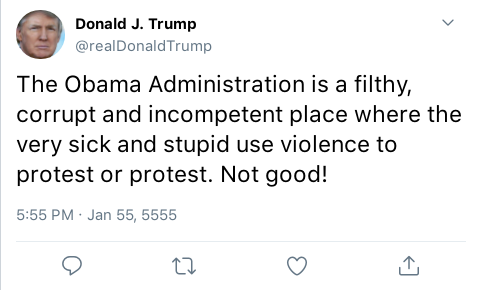 Donald J. Trump
@realDonaldTrump
The Obama Administration is a filthy,
corrupt and incompetent place where the
very sick and stupid use violence to
protest or protest. Not good!
5:55 PM · Jan 55, 5555